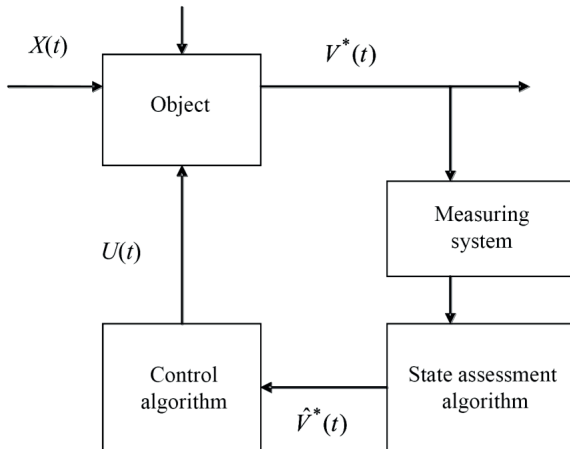 X(t)
V*(t)
Object
Measuring
system
U(t)
Control
algorithm
State assessment
algorithm
V̂*(t)